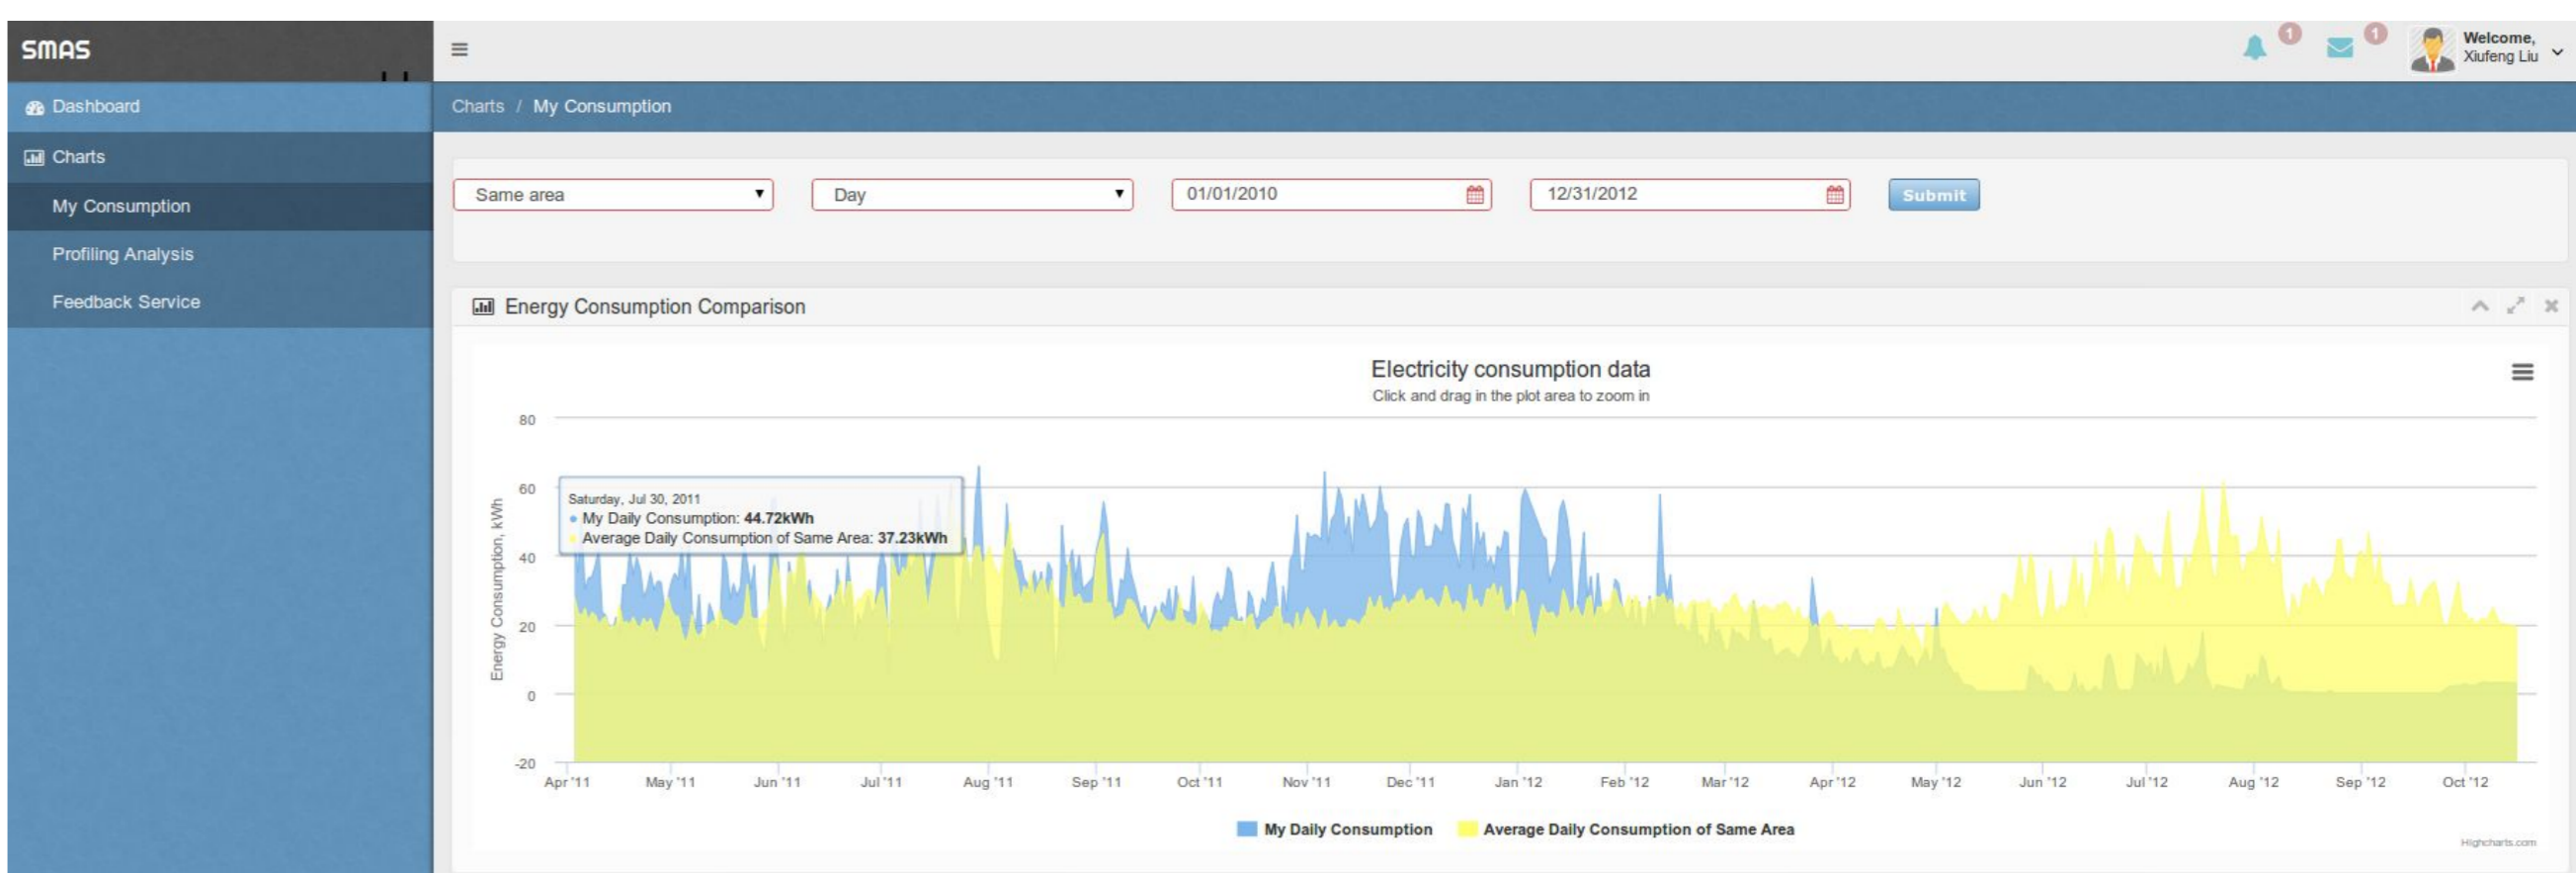 SMAS
1
1
Welcome,
Xiufeng Liu
Dashboard
Charts / My Consumption
Charts
My Consumption
Profiling Analysis
Feedback Service
Same area
Day
01/01/2010
12/31/2012
Submit
Energy Consumption Comparison
Electricity consumption data
Click and drag in the plot area to zoom in
Energy Consumption, kWh
80
60
40
20
0
-20
Saturday, Jul 30, 2011
My Daily Consumption: 44.72kWh
Average Daily Consumption of Same Area: 37.23kWh
Apr '11 May '11 Jun '11 Jul '11 Aug '11 Sep '11 Oct '11 Nov '11 Dec '11 Jan '12 Feb '12 Mar '12 Apr '12 May '12 Jun '12 Jul '12 Aug '12 Sep '12 Oct '12
My Daily Consumption Average Daily Consumption of Same Area
Highcharts.com